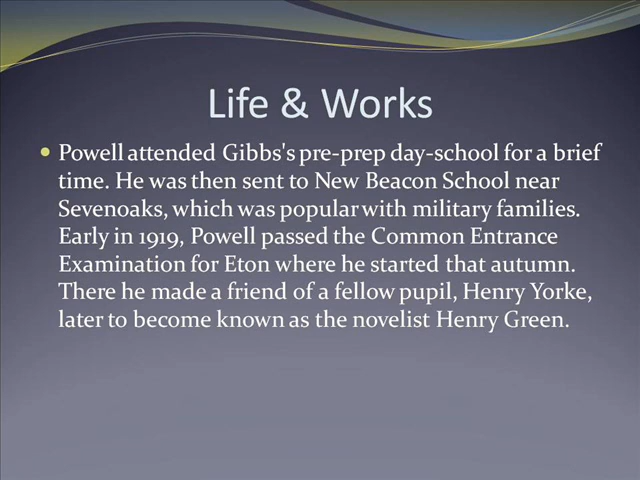 Life & Works
• Powell attended Gibbs's pre-prep day-school for a brief
time. He was then sent to New Beacon School near
Sevenoaks, which was popular with military families.
Early in 1919, Powell passed the Common Entrance
Examination for Eton where he started that autumn.
There he made a friend of a fellow pupil, Henry Yorke,
later to become known as the novelist Henry Green.